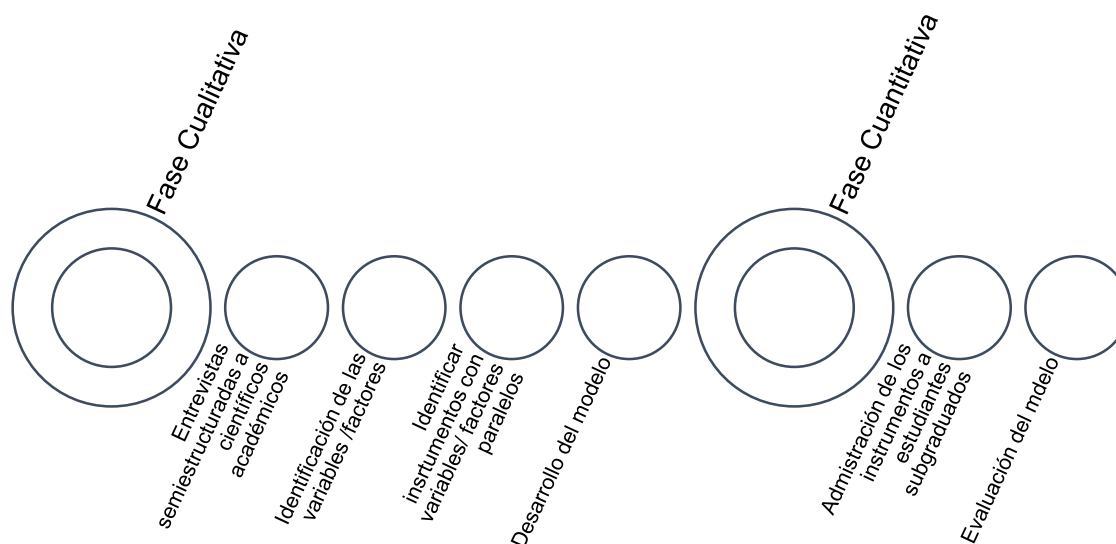 Fase Cualitativa
Entrevistas
semiestructuradas a
científicos
académicos
Identificación de las
variables /factores
Identificar
insrtumentos con
variables/ factores
paralelos
Desarrollo del modelo
Fase Cuantitativa
Admistración de los
instrumentos a
estudiantes
subgraduados
Evaluación del mdelo